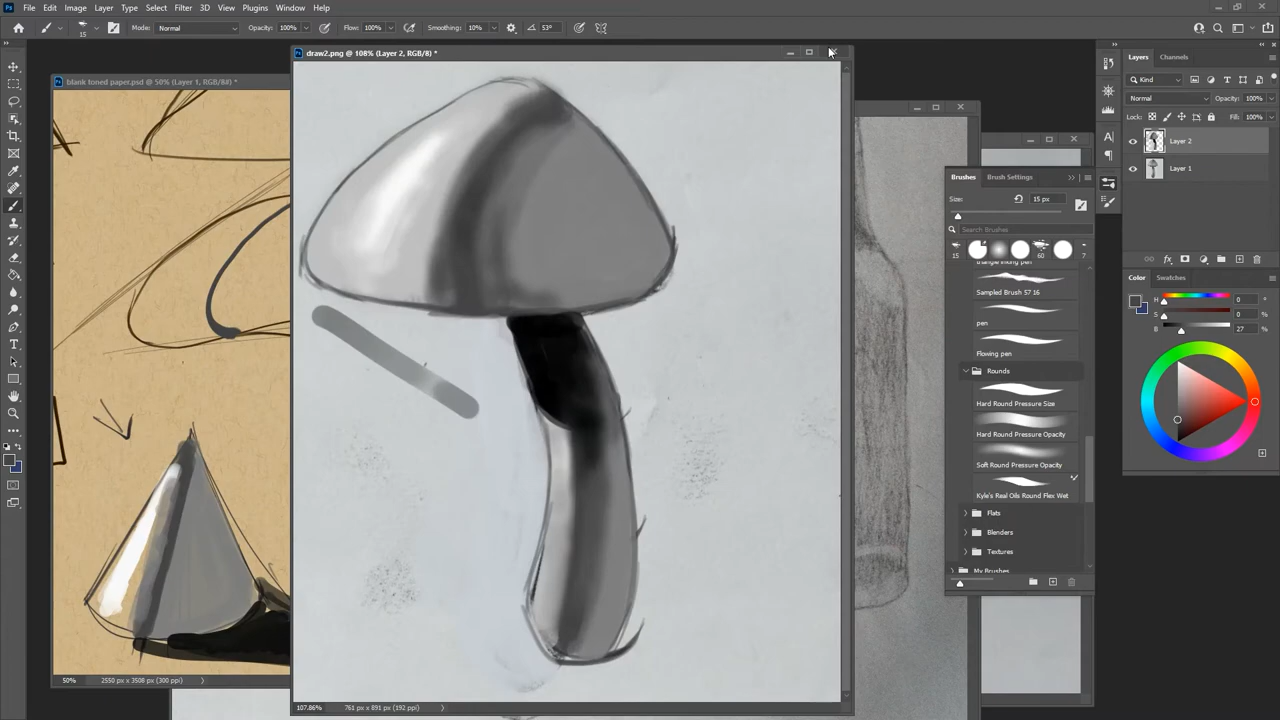 File Edit Image Layer Type Select Filter 3D View Plugins Window Help
15 Mode: Normal Opacity: 100% Flow: 100% Smoothing: 10% 53°
draw2.png @ 108% (Layer 2, RGB/8) *
blank toned paper.psd @ 50% (Layer 1, RGB/8#) *
50% 2550 px x 3508 px (300 ppi)
107.86% 761 px x 891 px (192 ppi)
Brushes Brush Settings
Size: 15 px
Search Brushes
15 60 7
triangle inking pen
Sampled Brush 57 16
pen
Flowing pen
Rounds
Hard Round Pressure Size
Hard Round Pressure Opacity
Soft Round Pressure Opacity
Kyle's Real Oils Round Flex Wet
Flats
Blenders
Textures
My Brushes
Layers Channels
Kind
Normal Opacity: 100%
Lock: Fill: 100%
Layer 2
Layer 1
Color Swatches
H 0 °
S 0 %
B 27 %